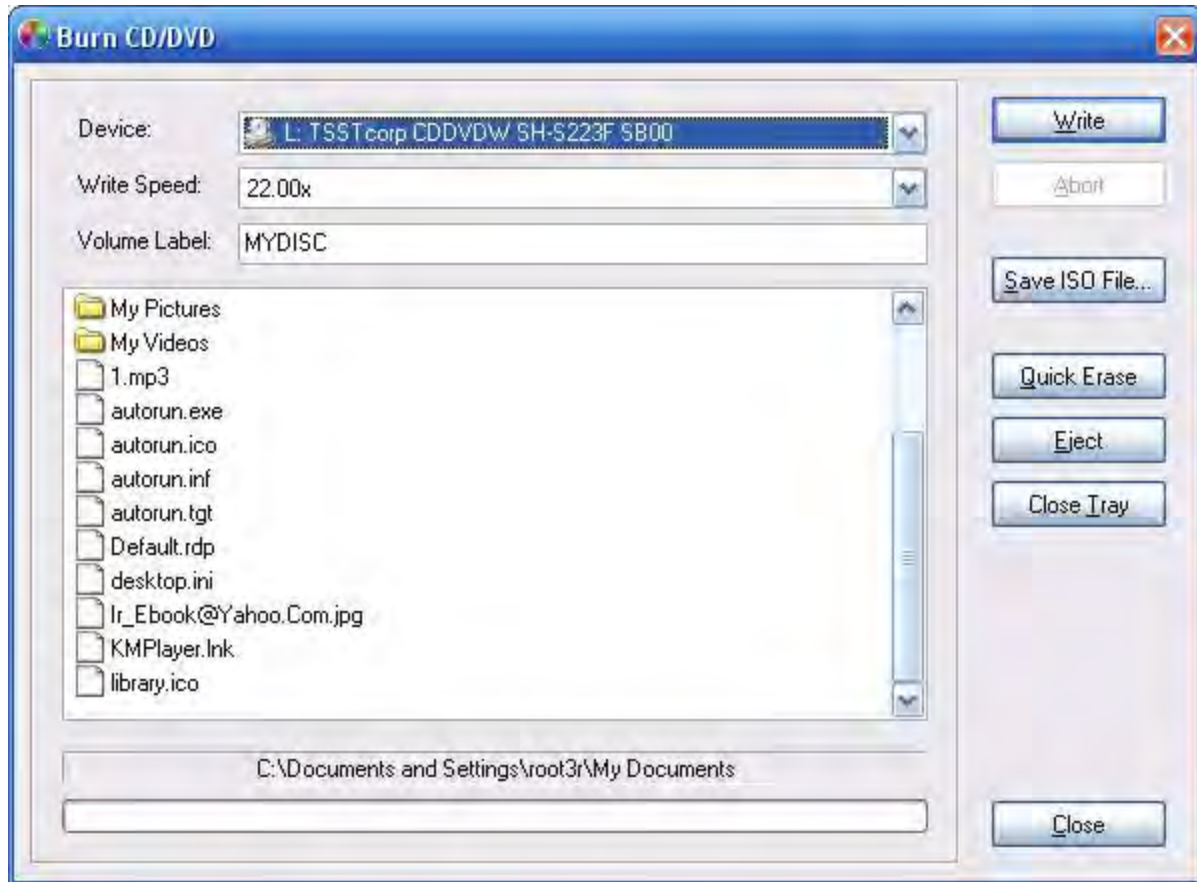 Burn CD/DVD
Device:
L: TSSTcorp CDDVDW SH-S223F SB00
Write
Write Speed:
22.00x
Abort
Volume Label:
MYDISC
Save ISO File...
My Pictures
My Videos
1.mp3
autorun.exe
autorun.ico
autorun.inf
autorun.tgt
Default.rdp
desktop.ini
Ir_Ebook@Yahoo.Com.jpg
KMPlayer.lnk
library.ico
Quick Erase
Eject
Close Tray
C:\Documents and Settings\root3r\My Documents
Close